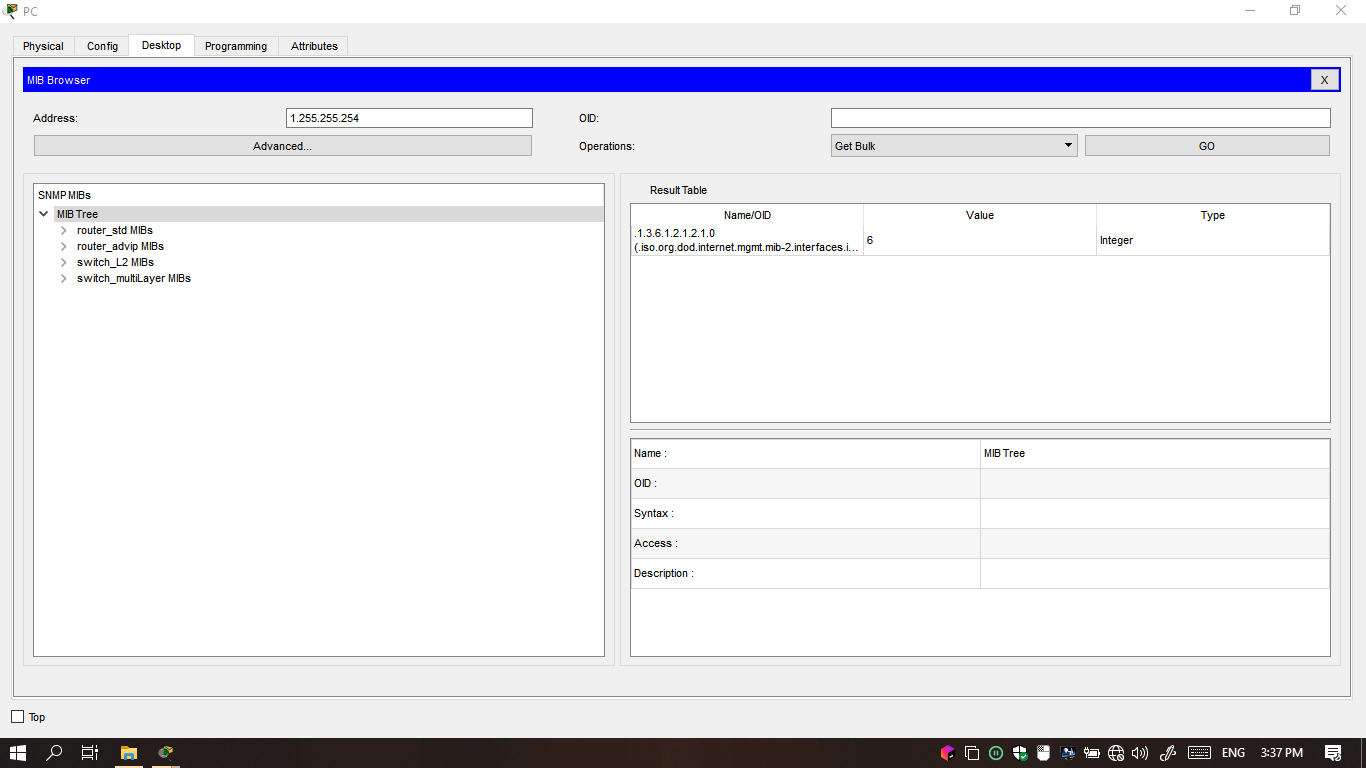 PC
Physical Config Desktop Programming Attributes
MIB Browser X
Address: 1.255.255.254 OID:
Advanced... Operations: Get Bulk GO
SNMP MIBs
MIB Tree
router_std MIBs
router_advip MIBs
switch_L2 MIBs
switch_multiLayer MIBs
Result Table
Name/OID Value Type
.1.3.6.1.2.1.2.1.0
(.iso.org.dod.internet.mgmt.mib-2.interfaces.i... 6 Integer
Name : MIB Tree
OID :
Syntax :
Access :
Description :
Top
ENG 3:37 PM